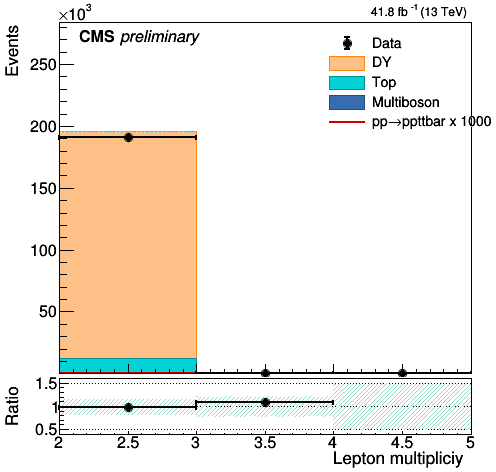 ×10³
41.8 fb⁻¹ (13 TeV)
CMS preliminary
Events
Data
DY
Top
Multiboson
pp→ppttbar x 1000
250
200
150
100
50
Ratio
1.5
1
0.5
2 2.5 3 3.5 4 4.5 5
Lepton multipliciy